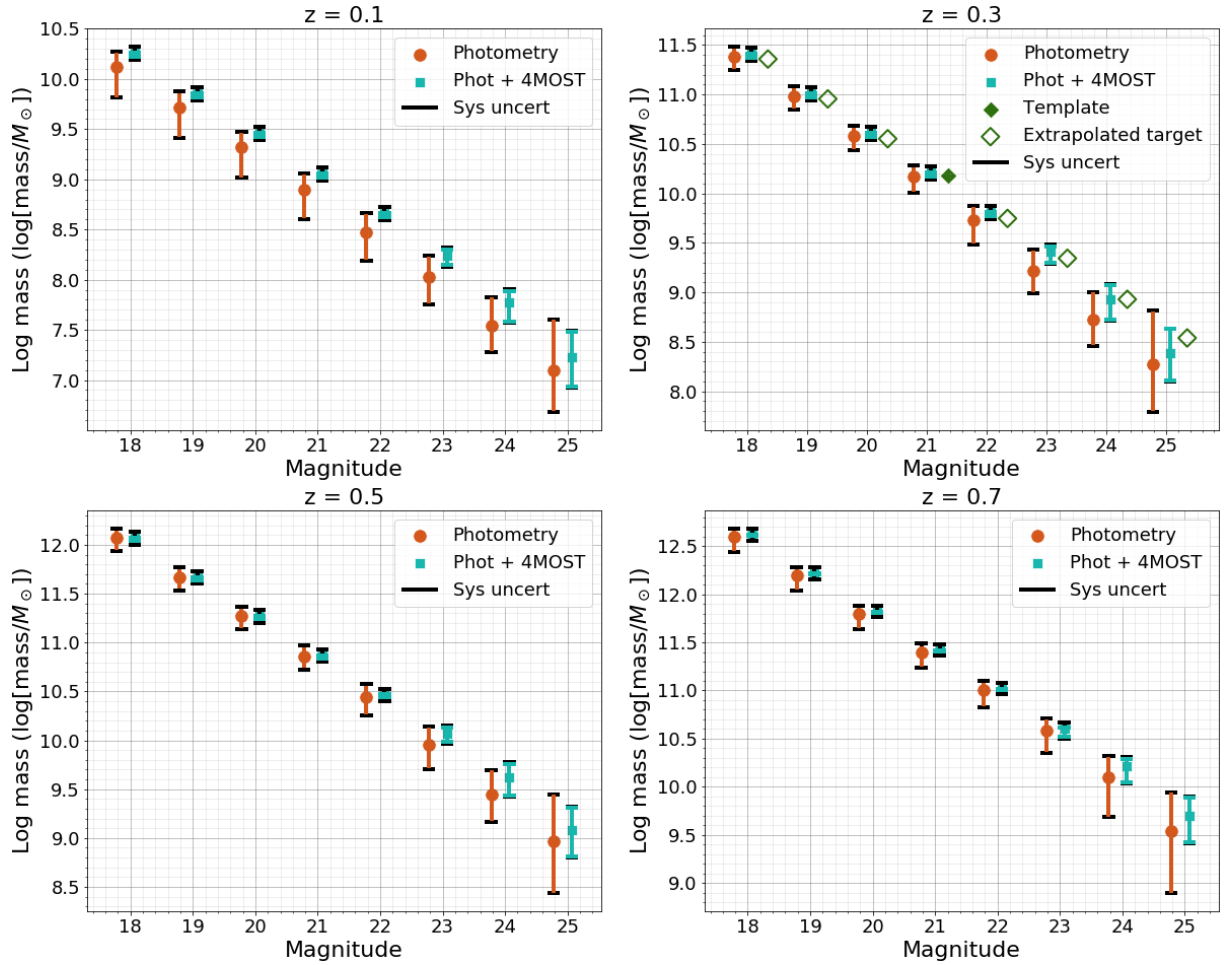 z = 0.1
Log mass (log[mass/M⊙])
10.5
10.0
9.5
9.0
8.5
8.0
7.5
7.0
Photometry
Phot + 4MOST
Sys uncert
18 19 20 21 22 23 24 25
Magnitude
z = 0.3
Log mass (log[mass/M⊙])
11.5
11.0
10.5
10.0
9.5
9.0
8.5
8.0
Photometry
Phot + 4MOST
Template
Extrapolated target
Sys uncert
18 19 20 21 22 23 24 25
Magnitude
z = 0.5
Log mass (log[mass/M⊙])
12.0
11.5
11.0
10.5
10.0
9.5
9.0
8.5
Photometry
Phot + 4MOST
Sys uncert
18 19 20 21 22 23 24 25
Magnitude
z = 0.7
Log mass (log[mass/M⊙])
12.5
12.0
11.5
11.0
10.5
10.0
9.5
9.0
Photometry
Phot + 4MOST
Sys uncert
18 19 20 21 22 23 24 25
Magnitude